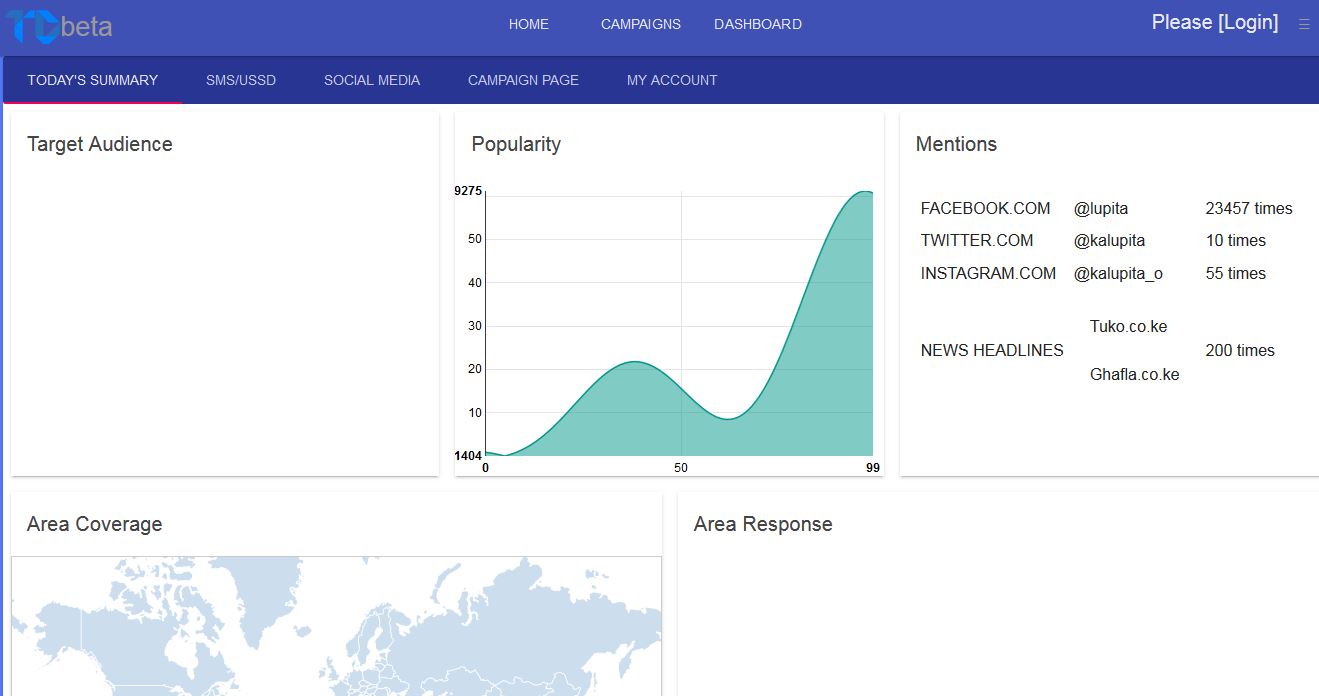 TC beta
HOME CAMPAIGNS DASHBOARD
Please [Login]
TODAY'S SUMMARY SMS/USSD SOCIAL MEDIA CAMPAIGN PAGE MY ACCOUNT
Target Audience
Popularity
9275
50
40
30
20
10
1404
0 50 99
Mentions
FACEBOOK.COM @lupita 23457 times
TWITTER.COM @kalupita 10 times
INSTAGRAM.COM @kalupita_o 55 times
Tuko.co.ke
NEWS HEADLINES 200 times
Ghafla.co.ke
Area Coverage
Area Response